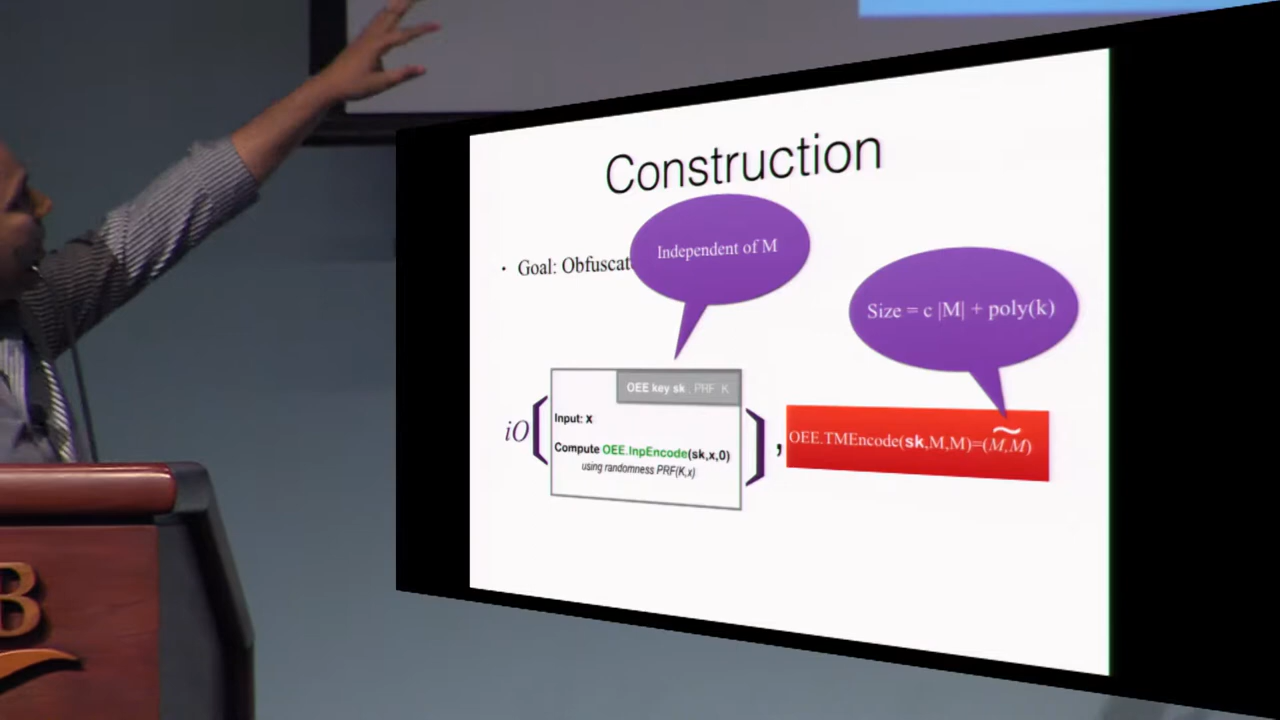 Construction
Independent of M
· Goal: Obfuscat
Size = c |M| + poly(k)
OEE key sk, PRF K
iO
Input: x
Compute OEE.InpEncode(sk,x,0)
using randomness PRF(K,x)
, OEE.TMEncode(sk,M,M)=(M̃,M̃)
B